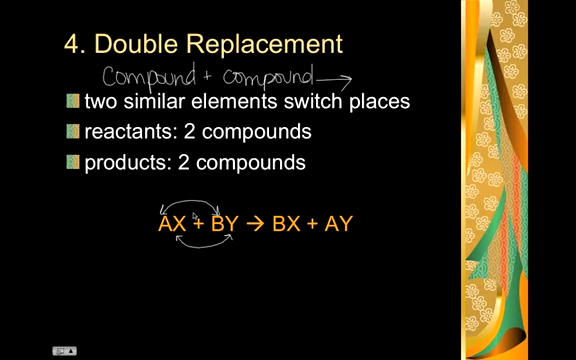 4. Double Replacement
compound + compound →
two similar elements switch places
reactants: 2 compounds
products: 2 compounds
AX + BY → BX + AY